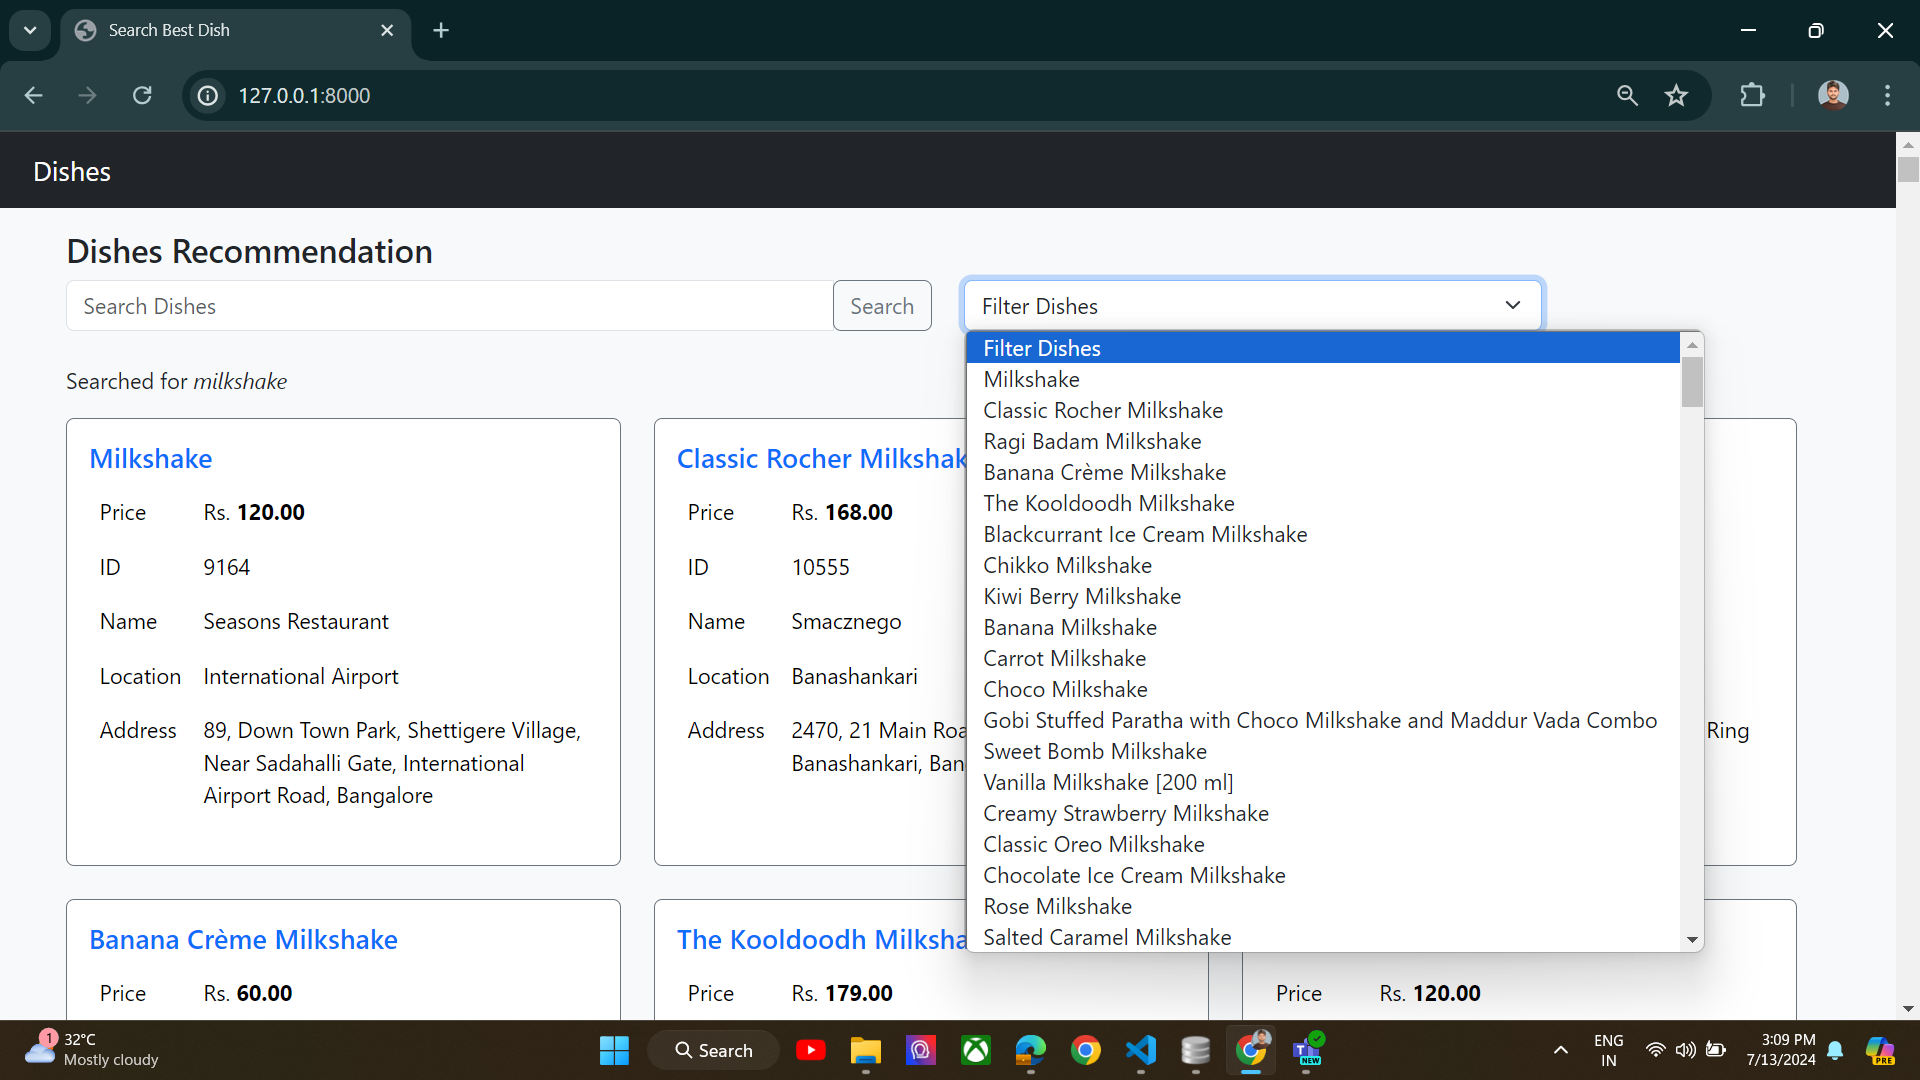 Search Best Dish
127.0.0.1:8000
Dishes
Dishes Recommendation
Search Dishes
Search
Filter Dishes
Filter Dishes
Milkshake
Classic Rocher Milkshake
Ragi Badam Milkshake
Banana Crème Milkshake
The Kooldoodh Milkshake
Blackcurrant Ice Cream Milkshake
Chikko Milkshake
Kiwi Berry Milkshake
Banana Milkshake
Carrot Milkshake
Choco Milkshake
Gobi Stuffed Paratha with Choco Milkshake and Maddur Vada Combo
Sweet Bomb Milkshake
Vanilla Milkshake [200 ml]
Creamy Strawberry Milkshake
Classic Oreo Milkshake
Chocolate Ice Cream Milkshake
Rose Milkshake
Salted Caramel Milkshake
Searched for milkshake
Milkshake
Price Rs. 120.00
ID 9164
Name Seasons Restaurant
Location International Airport
Address 89, Down Town Park, Shettigere Village,
Near Sadahalli Gate, International
Airport Road, Bangalore
Classic Rocher Milkshak
Price Rs. 168.00
ID 10555
Name Smacznego
Location Banashankari
Address 2470, 21 Main Roa
Banashankari, Ban
Ring
Banana Crème Milkshake
Price Rs. 60.00
The Kooldoodh Milksha
Price Rs. 179.00
Price Rs. 120.00
1
32°C
Mostly cloudy
Search
NEW
ENG
IN
3:09 PM
7/13/2024
PRE